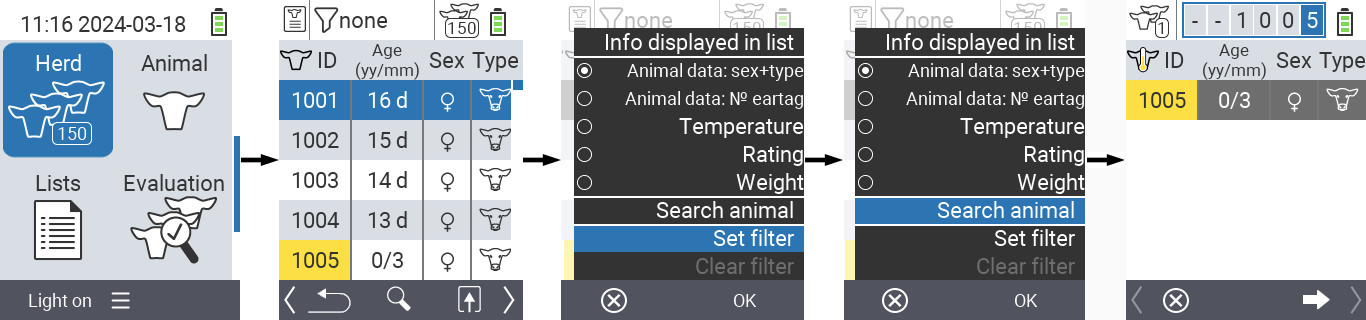 11:16 2024-03-18
Herd
150
Animal
Lists
Evaluation
Light on
none
150
ID Age (yy/mm) Sex Type
1001 16 d ♀
1002 15 d ♀
1003 14 d ♀
1004 13 d ♀
1005 0/3 ♀
none
150
Info displayed in list
Animal data: sex+type
Animal data: № eartag
Temperature
Rating
Weight
Search animal
Set filter
Clear filter
OK
none
150
Info displayed in list
Animal data: sex+type
Animal data: № eartag
Temperature
Rating
Weight
Search animal
Set filter
Clear filter
OK
1
--1005
ID Age (yy/mm) Sex Type
1005 0/3 ♀